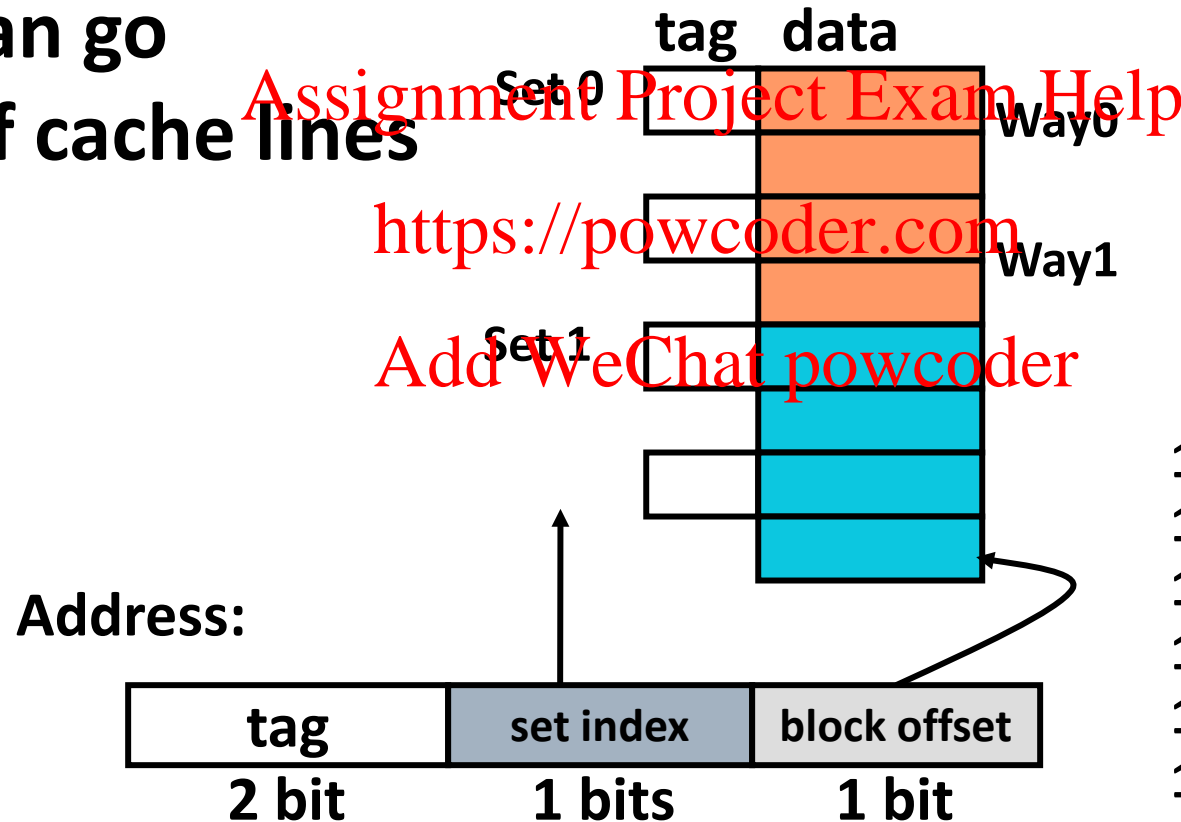 an go
f cache lines
tag data
Set 0
Way0
Assignment Project Exam Help
https://powcoder.com
Way1
Set 1
Add WeChat powcoder
Address:
tag set index block offset
2 bit 1 bits 1 bit